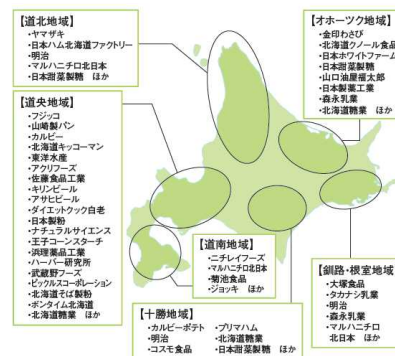 【道北地域】
・ヤマザキ
・日本ハム北海道ファクトリー
・明治
・マルハニチロ北日本
・日本甜菜製糖 ほか
【オホーツク地域】
・金印わさび
・北海道クノール食品
・日本ホワイトファーム
・日本甜菜製糖
・山口油屋福太郎
・日本製薬工業
・森永乳業
・北海道糖業 ほか
【道央地域】
・フジッコ
・山崎製パン
・カルビー
・北海道キッコーマン
・東洋水産
・アクリフーズ
・佐藤食品工業
・キリンビール
・アサヒビール
・ダイエットクック白老
・日本製粉
・ナチュラルサイエンス
・王子コーンスターチ
・浜理薬品工業
・ハーバー研究所
・武蔵野フーズ
・ピックルスコーポレーション
・北海道そば製粉
・ボンタイム北海道
・北海道糖業 ほか
【道南地域】
・ニチレイフーズ
・マルハニチロ北日本
・菊池食品
・ジョッキ ほか
【釧路・根室地域】
・大塚食品
・タカナシ乳業
・明治
・森永乳業
・マルハニチロ
北日本 ほか
【十勝地域】
・カルビーポテト ・プリマハム
・明治 ・北海道糖業
・コスモ食品 ・日本甜菜製糖 ほか